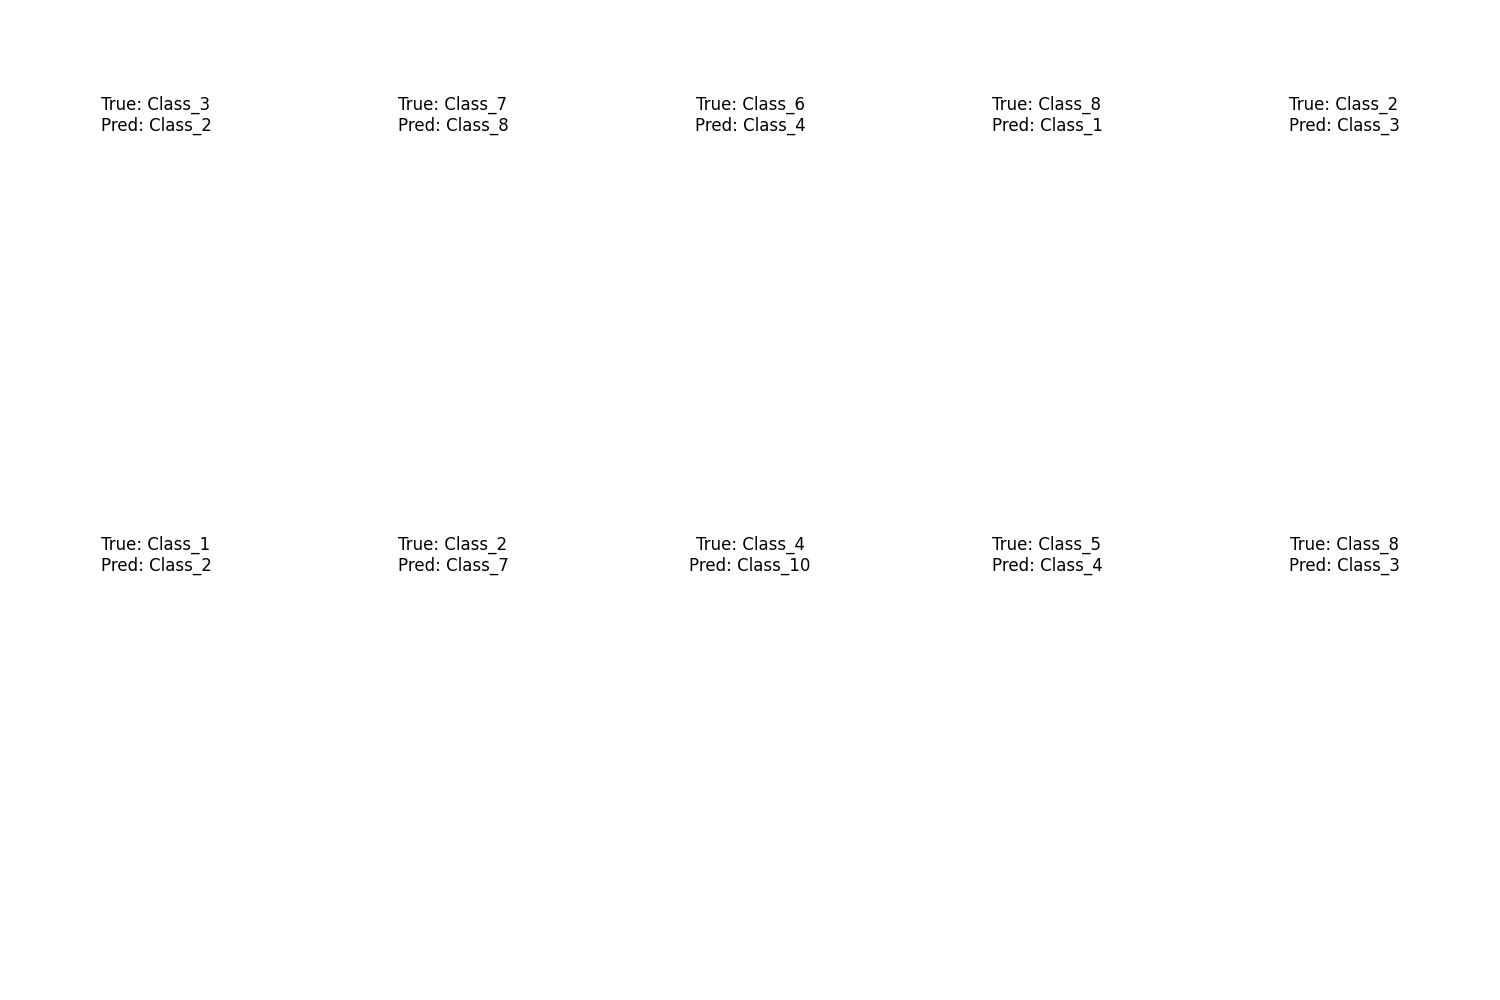 True: Class_3
Pred: Class_2
True: Class_7
Pred: Class_8
True: Class_6
Pred: Class_4
True: Class_8
Pred: Class_1
True: Class_2
Pred: Class_3
True: Class_1
Pred: Class_2
True: Class_2
Pred: Class_7
True: Class_4
Pred: Class_10
True: Class_5
Pred: Class_4
True: Class_8
Pred: Class_3